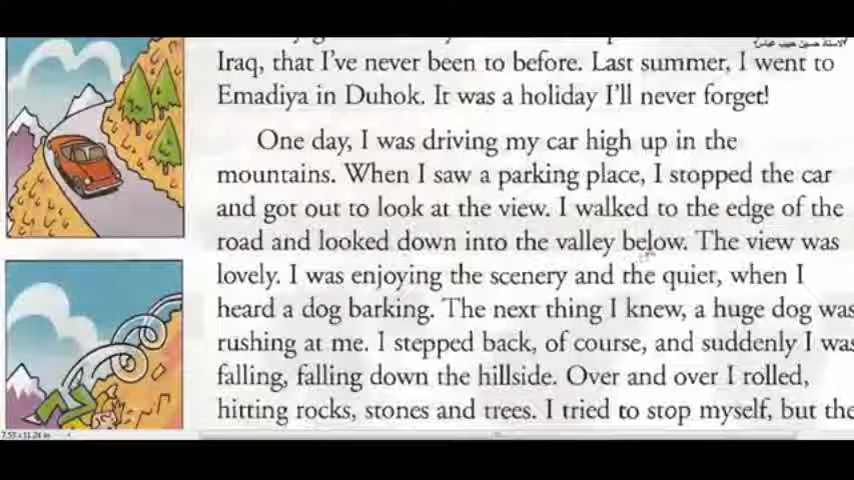 الاستاذ حسين حبيب عباس
Iraq, that I've never been to before. Last summer, I went to
Emadiya in Duhok. It was a holiday I'll never forget!
One day, I was driving my car high up in the
mountains. When I saw a parking place, I stopped the car
and got out to look at the view. I walked to the edge of the
road and looked down into the valley below. The view was
lovely. I was enjoying the scenery and the quiet, when I
heard a dog barking. The next thing I knew, a huge dog was
rushing at me. I stepped back, of course, and suddenly I was
falling, falling down the hillside. Over and over I rolled,
hitting rocks, stones and trees. I tried to stop myself, but the